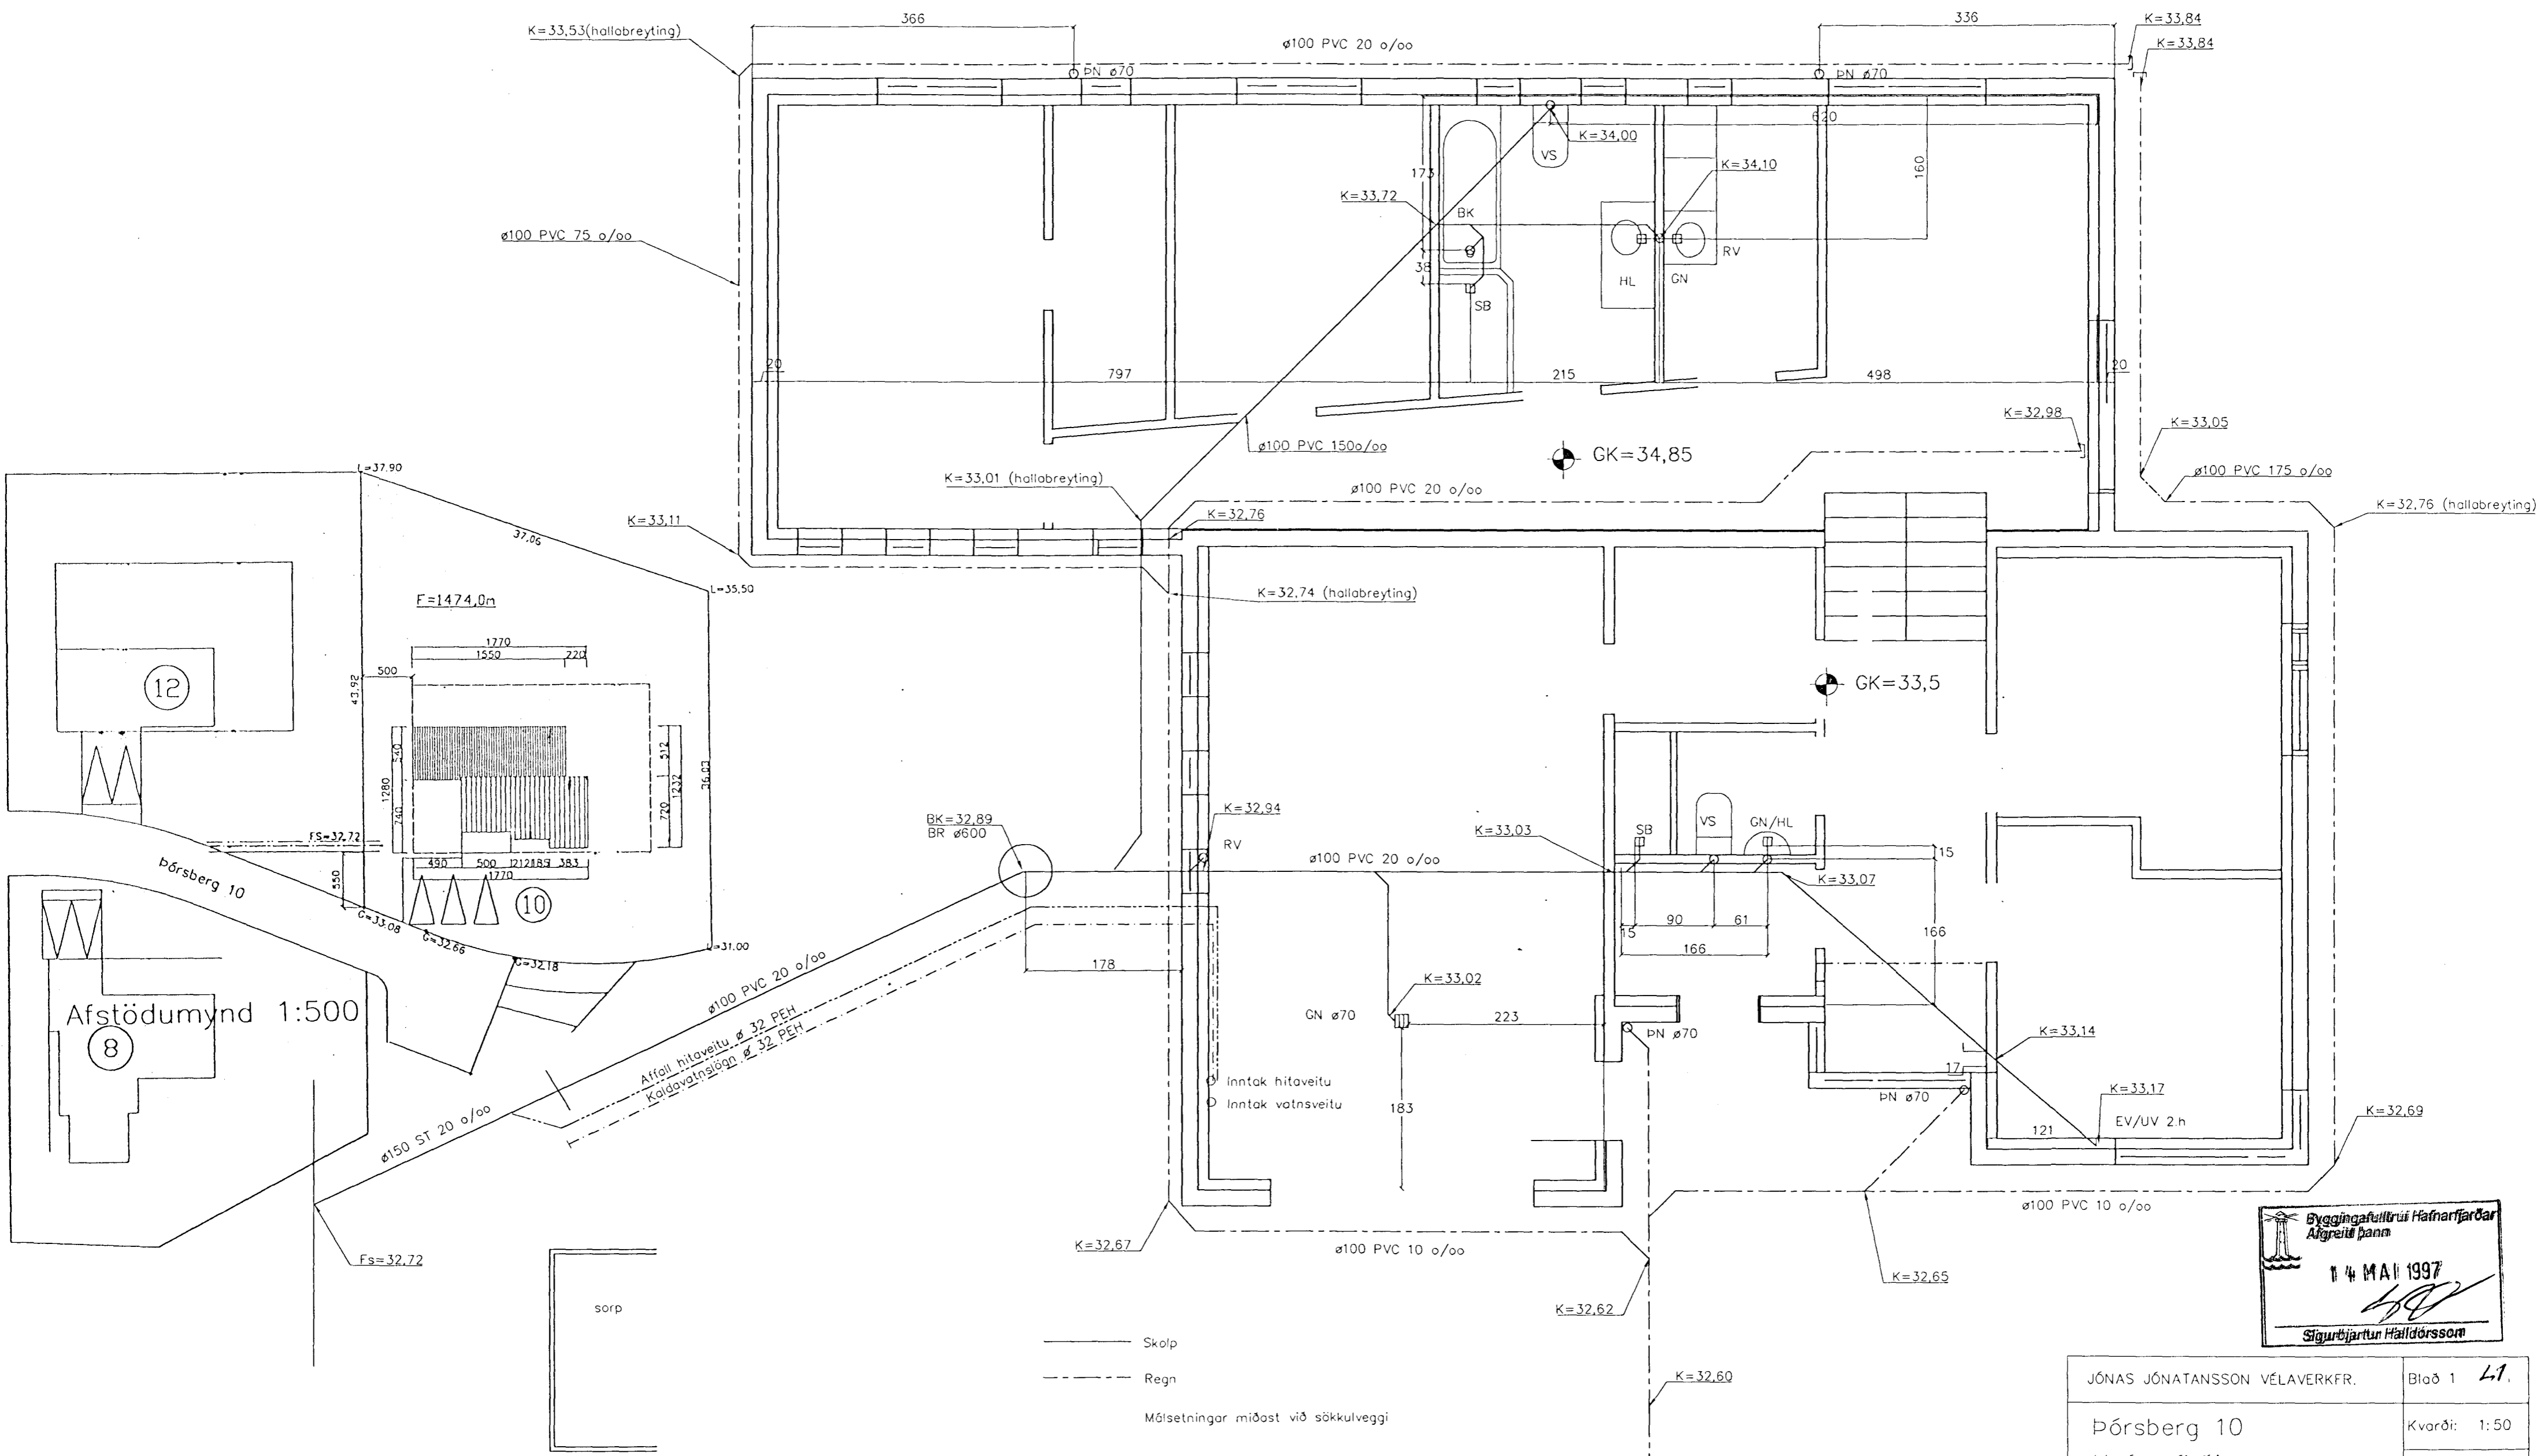 K=33,53(hallabreyting)
366
ø100 PVC 20 o/oo
336
K=33,84
K=33,84
ÞN ø70
ÞN ø70
620
K=34,00
VS
K=34,10
160
173
K=33,72
BK
ø100 PVC 75 o/oo
RV
38
HL
GN
SB
20
797
215
498
20
K=32,98
K=33,05
ø100 PVC 150o/oo
GK=34,85
L=37.90
ø100 PVC 175 o/oo
K=33,01 (hallabreyting)
ø100 PVC 20 o/oo
K=32,76 (hallabreyting)
K=33,11
K=32,76
37.06
L=35,50
K=32,74 (hallabreyting)
F=1474,0m
1770
1550
220
500
12
43.92
GK=33,5
540
1280
740
512
1232
720
36.03
BK=32,89
BR ø600
K=32,94
K=33,03
SB
VS
GN/HL
FS=32.72
RV
ø100 PVC 20 o/oo
15
490
500
383
1770
K=33,07
Þórsberg 10
550
10
G=33.08
90
61
15
166
166
G=32.66
L=31.00
G=32.18
178
K=33,02
ø100 PVC 20 o/oo
Afstödumynd 1:500
GN ø70
223
ÞN ø70
K=33,14
8
Affall hitaveitu ø 32 PEH
Kaldavatnslögn ø 32 PEH
17
Inntak hitaveitu
K=33,17
ÞN ø70
Inntak vatnsveitu
183
K=32,69
ø150 ST 20 o/oo
121
EV/UV 2.h
ø100 PVC 10 o/oo
Byggingafulltrúi Hafnarfjarðar
Afgreitt þann
K=32,67
ø100 PVC 10 o/oo
Fs=32,72
K=32,65
14 MAI 1997
sorp
K=32,62
Sigurbjartur Halldórsson
Skolp
Regn
K=32,60
JÓNAS JÓNATANSSON VÉLAVERKFR.
Blað 1 L1.
Málsetningar miðast við sökkulveggi
Þórsberg 10
Kvarði: 1:50